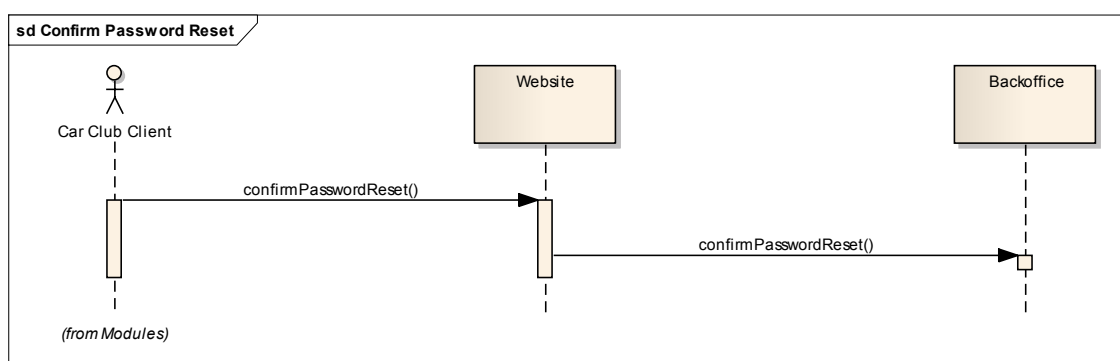 sd Confirm Password Reset
Website
Backoffice
Car Club Client
confirmPasswordReset()
confirmPasswordReset()
(from Modules)